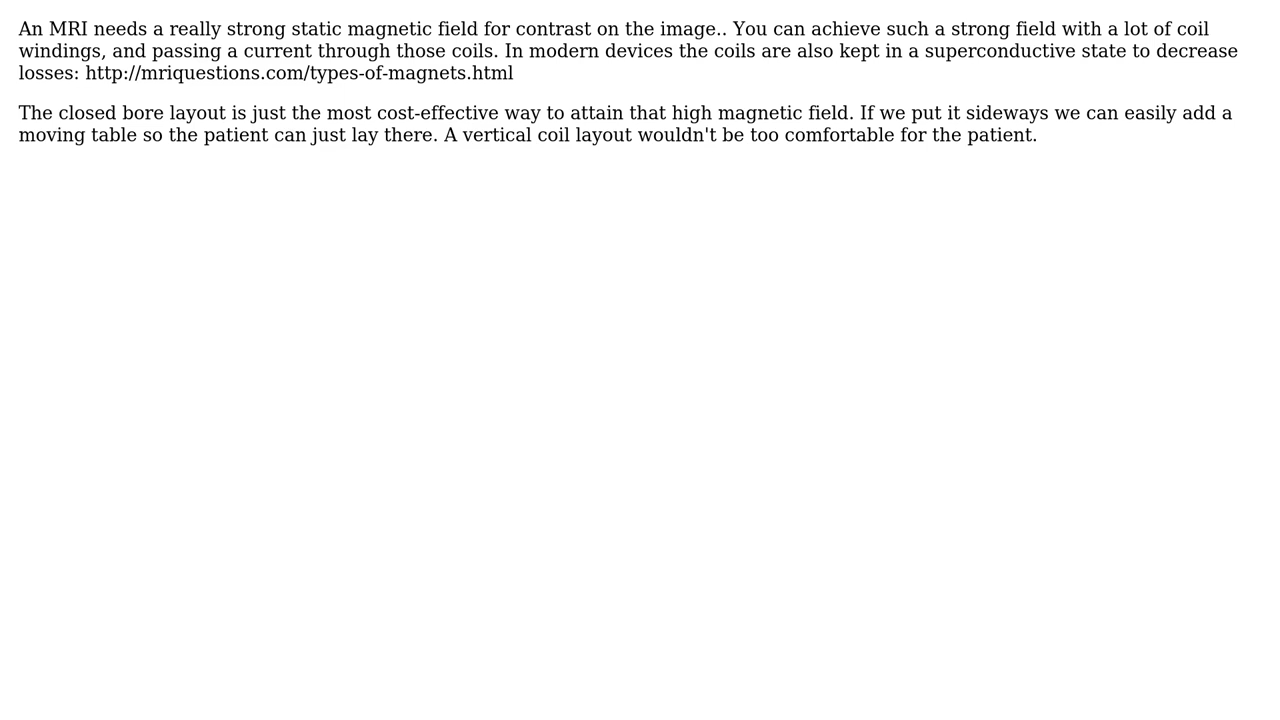 An MRI needs a really strong static magnetic field for contrast on the image.. You can achieve such a strong field with a lot of coil
windings, and passing a current through those coils. In modern devices the coils are also kept in a superconductive state to decrease
losses: http://mriquestions.com/types-of-magnets.html
The closed bore layout is just the most cost-effective way to attain that high magnetic field. If we put it sideways we can easily add a
moving table so the patient can just lay there. A vertical coil layout wouldn't be too comfortable for the patient.